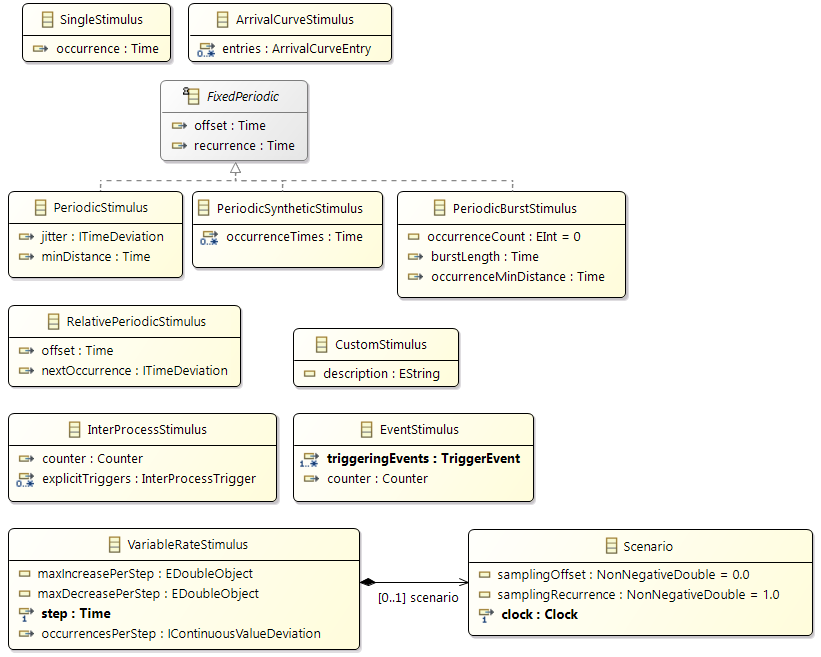 SingleStimulus
occurrence : Time
ArrivalCurveStimulus
0..*
entries : ArrivalCurveEntry
FixedPeriodic
offset : Time
recurrence : Time
PeriodicStimulus
jitter : ITimeDeviation
minDistance : Time
PeriodicSyntheticStimulus
0..*
occurrenceTimes : Time
PeriodicBurstStimulus
occurrenceCount : EInt = 0
burstLength : Time
occurrenceMinDistance : Time
RelativePeriodicStimulus
offset : Time
nextOccurrence : ITimeDeviation
CustomStimulus
description : EString
InterProcessStimulus
counter : Counter
0..*
explicitTriggers : InterProcessTrigger
EventStimulus
1..*
triggeringEvents : TriggerEvent
counter : Counter
VariableRateStimulus
maxIncreasePerStep : EDoubleObject
maxDecreasePerStep : EDoubleObject
1
step : Time
occurrencesPerStep : IContinuousValueDeviation
[0..1] scenario
Scenario
samplingOffset : NonNegativeDouble = 0.0
samplingRecurrence : NonNegativeDouble = 1.0
1
clock : Clock